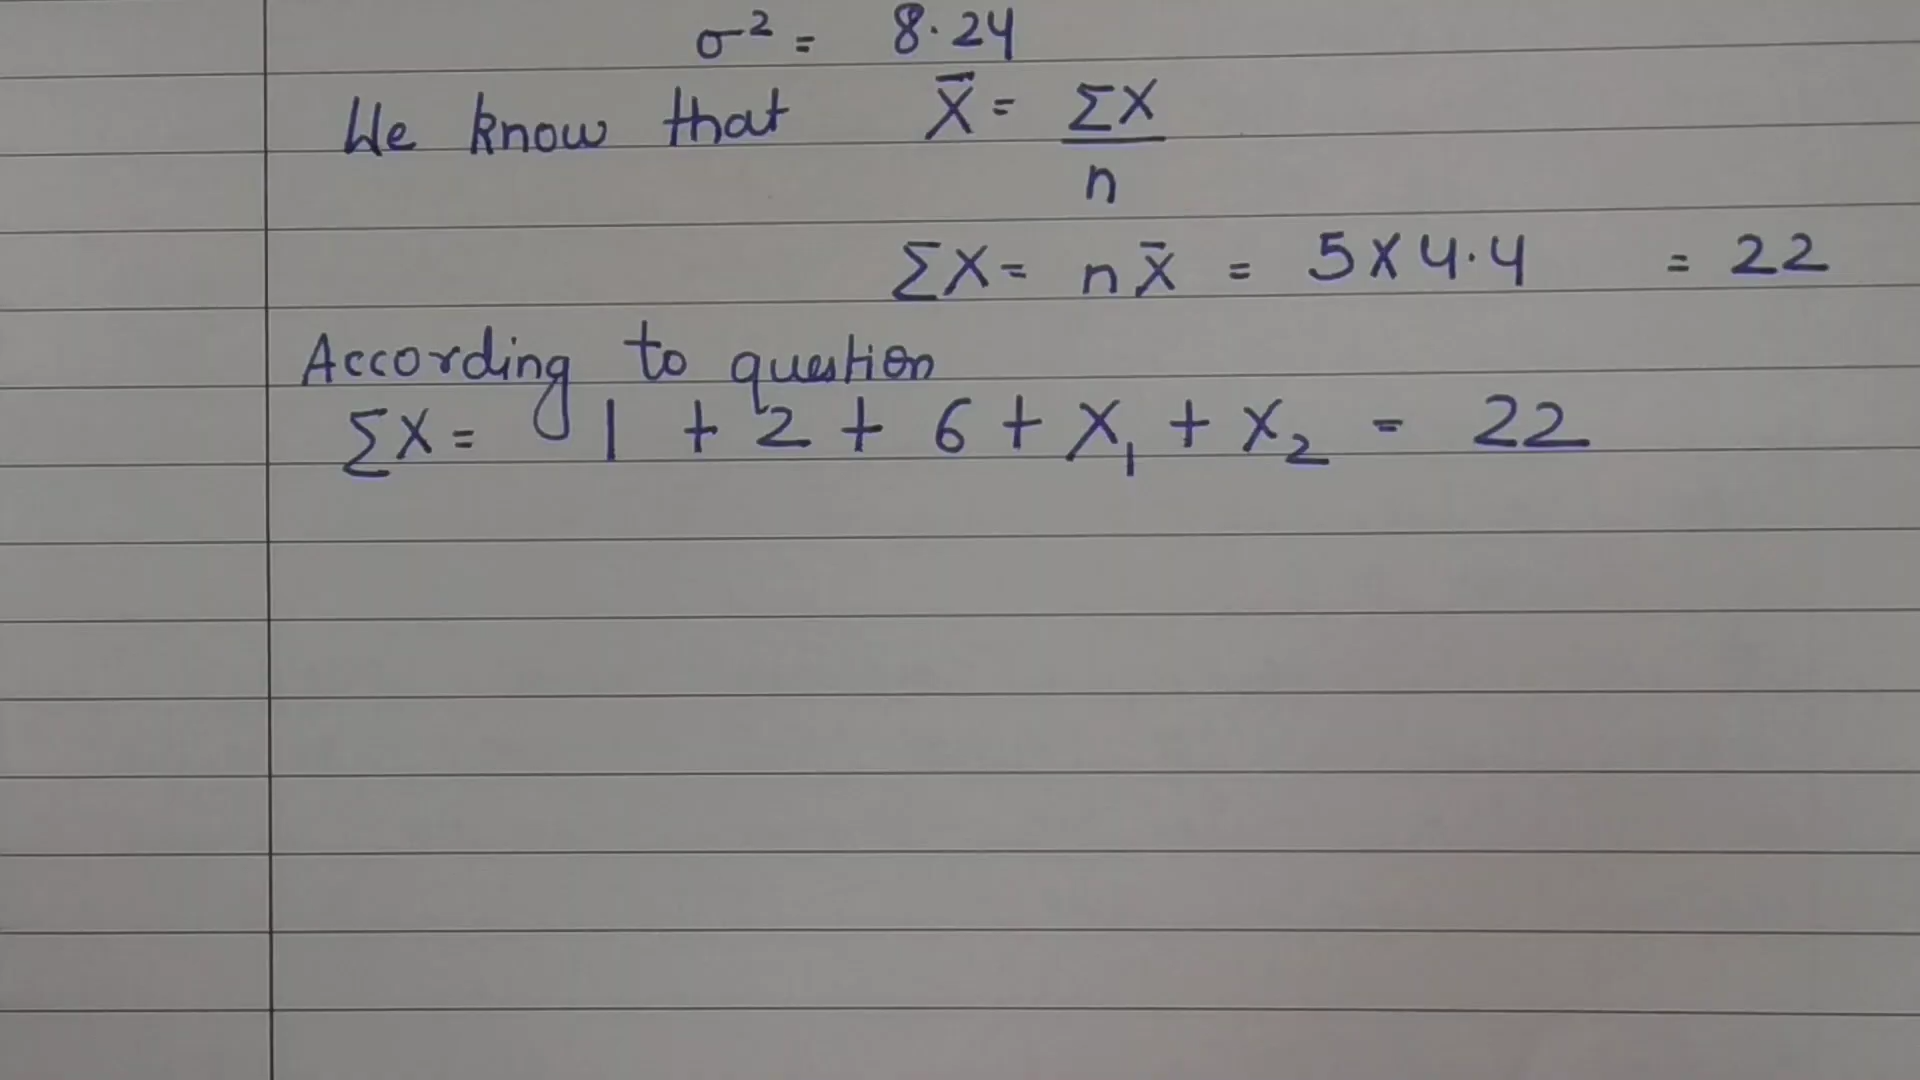 σ² = 8.24
We know that X̄ = ΣX / n
ΣX = nx̄ = 5 X 4.4 = 22
According to question
ΣX = 1 + 2 + 6 + X₁ + X₂ = 22